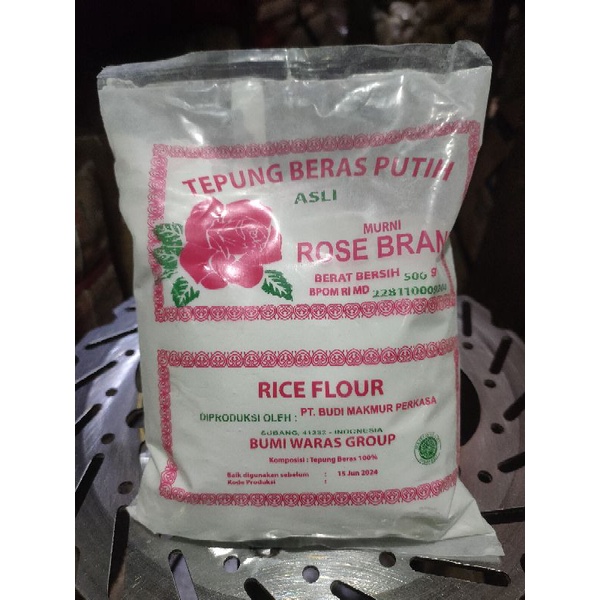 TEPUNG BERAS PUTIH
ASLI
MURNI
ROSE BRAN
BERAT BERSIH 500 g
BPOM RI MD
RICE FLOUR
DIPRODUKSI OLEH : PT. BUDI MAKMUR PERKASA
SUBANG, 41282 - INDONESIA
BUMI WARAS GROUP
Komposisi : Tepung Beras 100%
Baik digunakan sebelum : 15 Jun 2024
Kode Produksi :